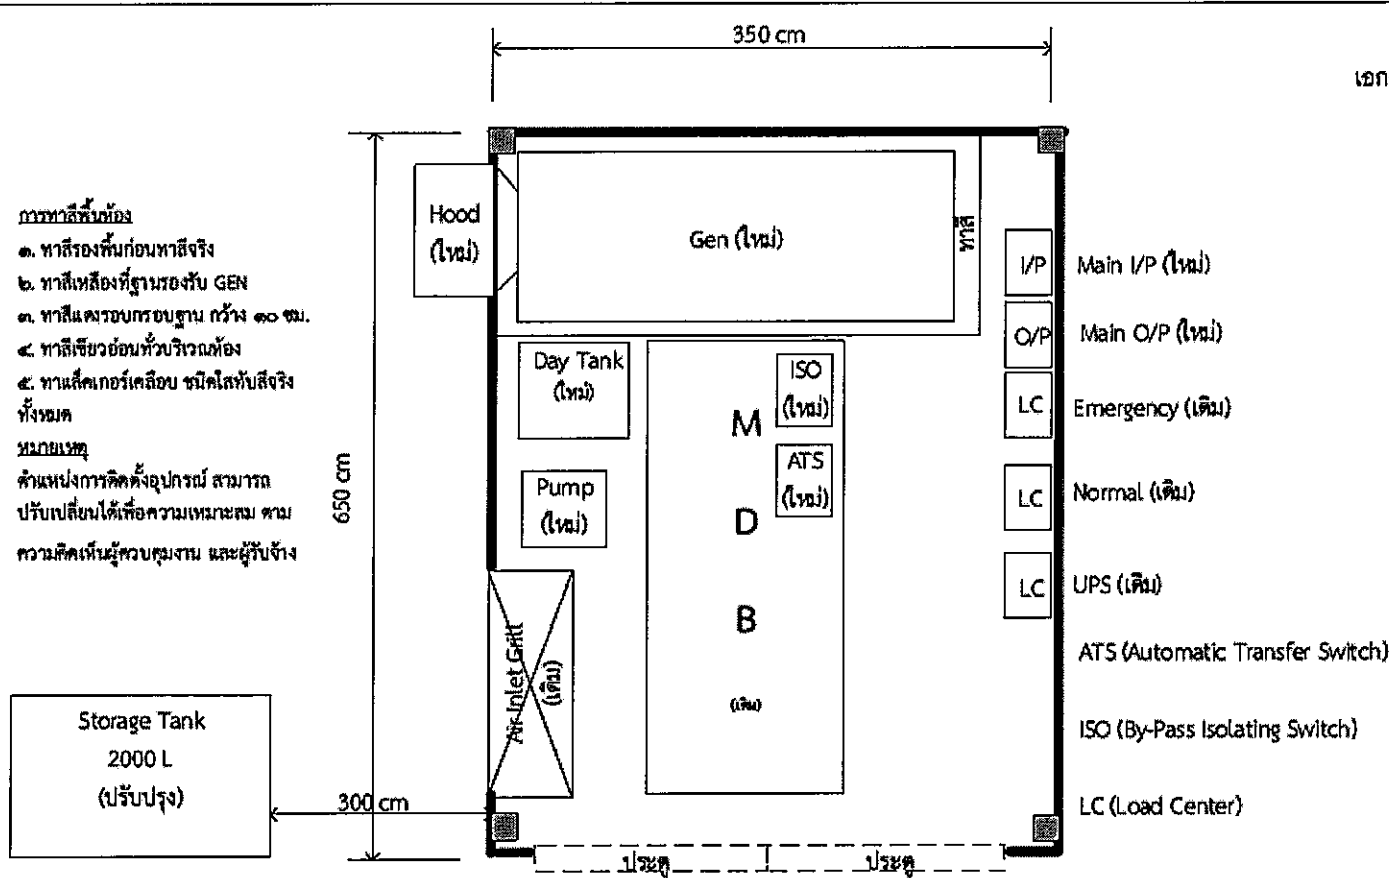 350 cm
เอก
การทาสีพื้นห้อง
๑. ทาสีรองพื้นก่อนทาสีจริง
๒. ทาสีเหลืองที่ฐานรองรับ GEN
๓. ทาสีแดงรอบกรอบฐาน กว้าง ๑๐ ซม.
๔. ทาสีเขียวอ่อนทั่วบริเวณห้อง
๕. ทาแล็คเกอร์เคลือบ ชนิดใสทับสีจริง
ทั้งหมด
หมายเหตุ
ตำแหน่งการติดตั้งอุปกรณ์ สามารถ
ปรับเปลี่ยนได้เพื่อความเหมาะสม ตาม
ความคิดเห็นผู้ควบคุมงาน และผู้รับจ้าง
650 cm
Hood
(ใหม่)
Gen (ใหม่)
ทาสี
I/P
Main I/P (ใหม่)
O/P
Main O/P (ใหม่)
Day Tank
(ใหม่)
ISO
(ใหม่)
LC
Emergency (เดิม)
M
ATS
(ใหม่)
Pump
(ใหม่)
LC
Normal (เดิม)
D
LC
UPS (เดิม)
B
(เดิม)
Air Inlet Grill
(เดิม)
ATS (Automatic Transfer Switch)
ISO (By-Pass Isolating Switch)
LC (Load Center)
Storage Tank
2000 L
(ปรับปรุง)
300 cm
ประตู
ประตู